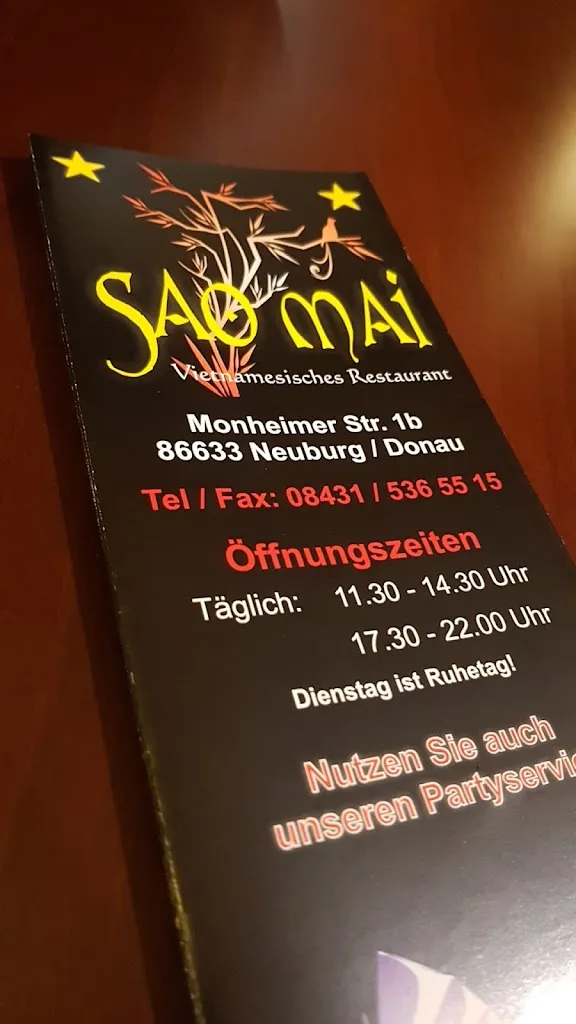 SAO MAI
Vietnamesisches Restaurant
Monheimer Str. 1b
86633 Neuburg / Donau
Tel / Fax: 08431 / 536 55 15
Öffnungszeiten
Täglich: 11.30 - 14.30 Uhr
17.30 - 22.00 Uhr
Dienstag ist Ruhetag!
Nutzen Sie auch
unseren Partyservic